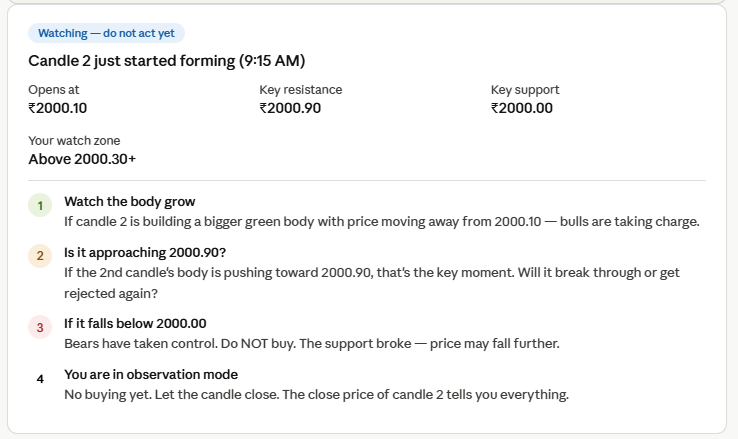 Watching — do not act yet
Candle 2 just started forming (9:15 AM)
Opens at
₹2000.10
Key resistance
₹2000.90
Key support
₹2000.00
Your watch zone
Above 2000.30+
1
Watch the body grow
If candle 2 is building a bigger green body with price moving away from 2000.10 — bulls are taking charge.
2
Is it approaching 2000.90?
If the 2nd candle's body is pushing toward 2000.90, that's the key moment. Will it break through or get
rejected again?
3
If it falls below 2000.00
Bears have taken control. Do NOT buy. The support broke — price may fall further.
4
You are in observation mode
No buying yet. Let the candle close. The close price of candle 2 tells you everything.